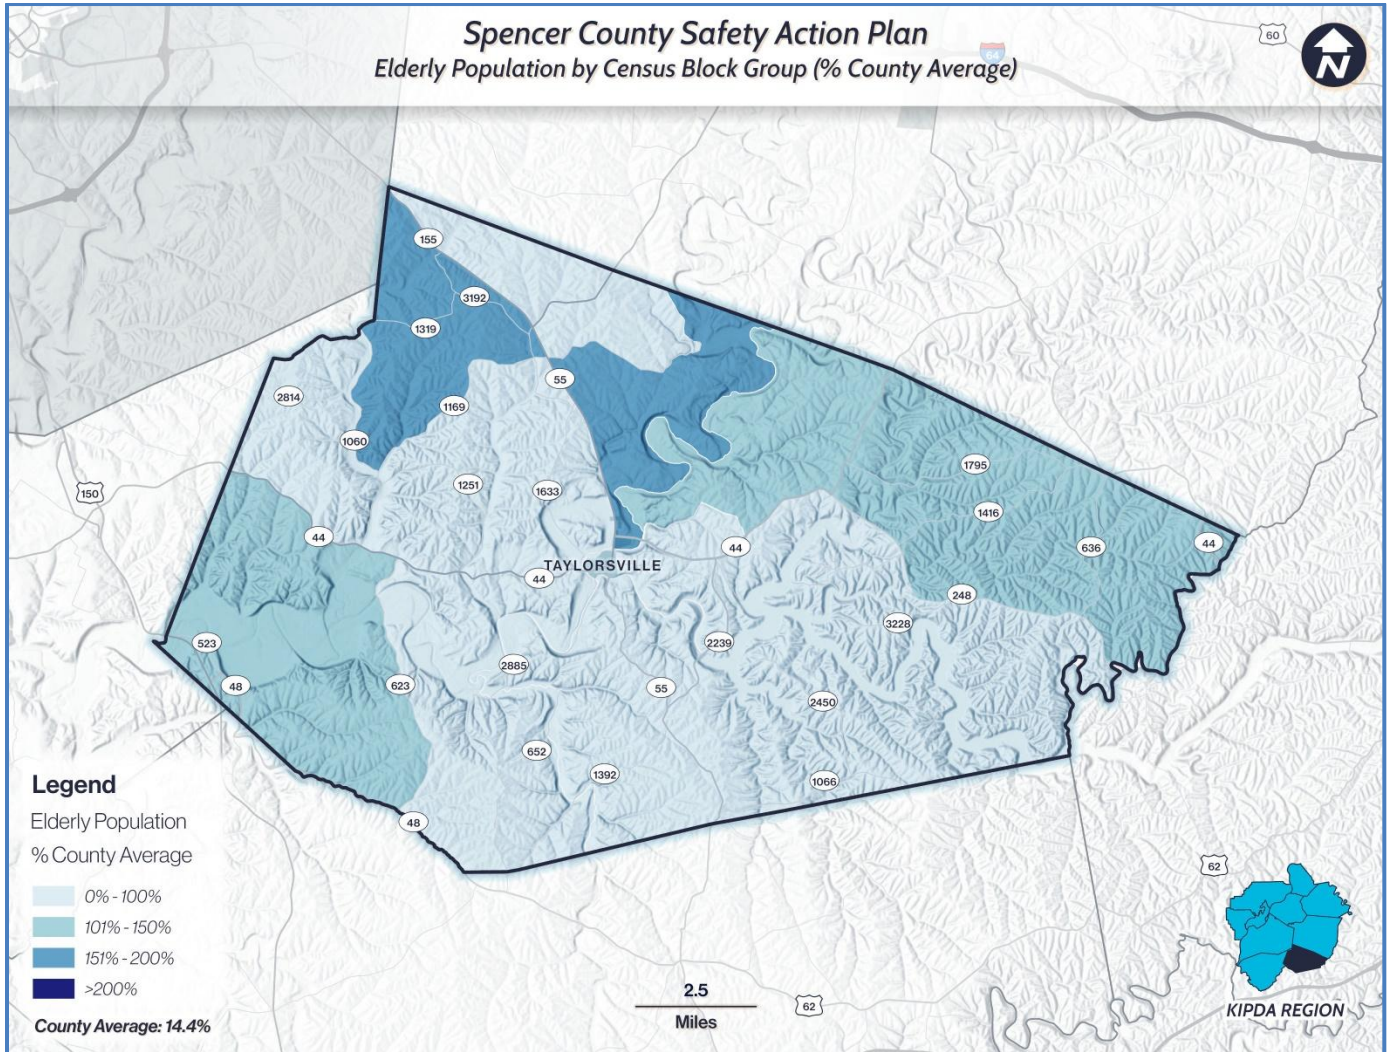 Spencer County Safety Action Plan
Elderly Population by Census Block Group (% County Average)
64
60
N
155
3192
1319
55
2814
1169
1060
1795
1251
1633
150
1416
44
44
636
44
TAYLORSVILLE
44
248
3228
523
2239
2885
48
623
55
2450
652
1392
1066
48
Legend
Elderly Population
% County Average
0% - 100%
101% - 150%
151% - 200%
>200%
County Average: 14.4%
2.5
Miles
62
62
KIPDA REGION